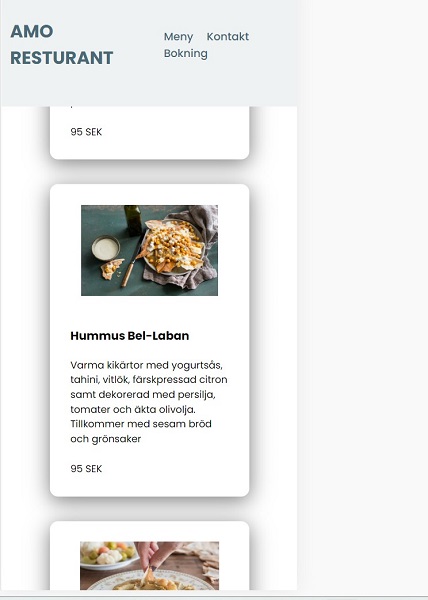 AMO
RESTURANT
Meny Kontakt
Bokning
95 SEK
Hummus Bel-Laban
Varma kikärtor med yogurtsås,
tahini, vitlök, färskpressad citron
samt dekorerad med persilja,
tomater och äkta olivolja.
Tillkommer med sesam bröd
och grönsaker
95 SEK